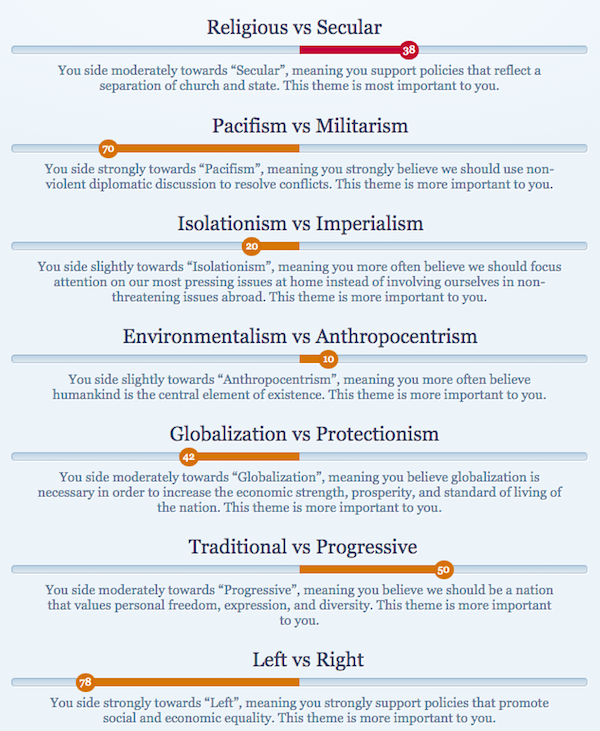 Religious vs Secular
38
You side moderately towards “Secular”, meaning you support policies that reflect a
separation of church and state. This theme is most important to you.
Pacifism vs Militarism
70
You side strongly towards “Pacifism”, meaning you strongly believe we should use non-
violent diplomatic discussion to resolve conflicts. This theme is more important to you.
Isolationism vs Imperialism
20
You side slightly towards “Isolationism”, meaning you more often believe we should focus
attention on our most pressing issues at home instead of involving ourselves in non-
threatening issues abroad. This theme is more important to you.
Environmentalism vs Anthropocentrism
10
You side slightly towards “Anthropocentrism”, meaning you more often believe
humankind is the central element of existence. This theme is more important to you.
Globalization vs Protectionism
42
You side moderately towards “Globalization”, meaning you believe globalization is
necessary in order to increase the economic strength, prosperity, and standard of living of
the nation. This theme is more important to you.
Traditional vs Progressive
50
You side moderately towards “Progressive”, meaning you believe we should be a nation
that values personal freedom, expression, and diversity. This theme is more important
to you.
Left vs Right
78
You side strongly towards “Left”, meaning you strongly support policies that promote
social and economic equality. This theme is more important to you.